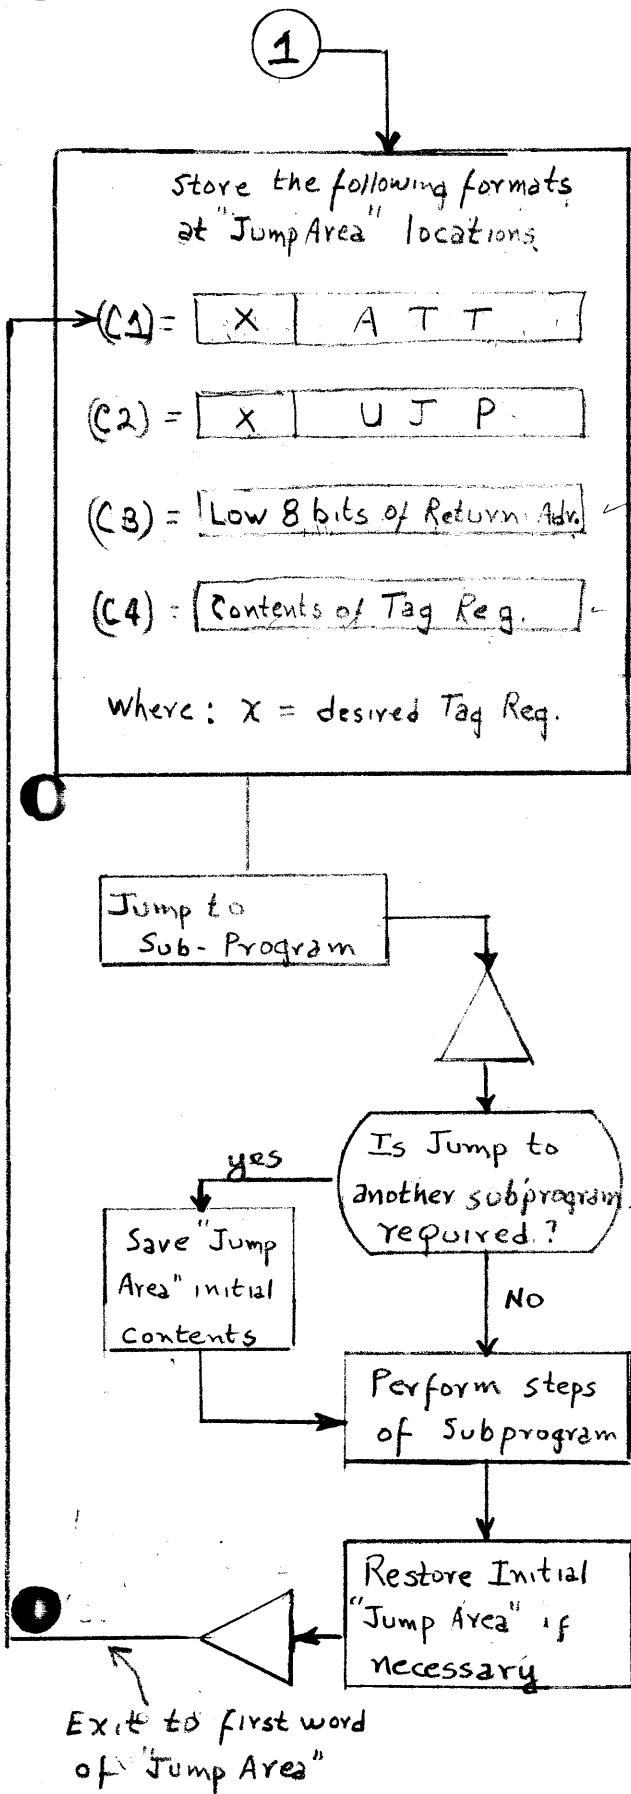 1
Store the following formats
at "Jump Area" locations
(C1) = X ATT
(C2) = X UJP
(C3) = Low 8 bits of Return Adr.
(C4) = Contents of Tag Reg.
where: X = desired Tag Reg.
Jump to
Sub-Program
Is Jump to
another subprogram
required?
yes
Save "Jump
Area" initial
contents
NO
Perform steps
of Subprogram
Restore Initial
"Jump Area" if
necessary
Exit to first word
of "Jump Area"